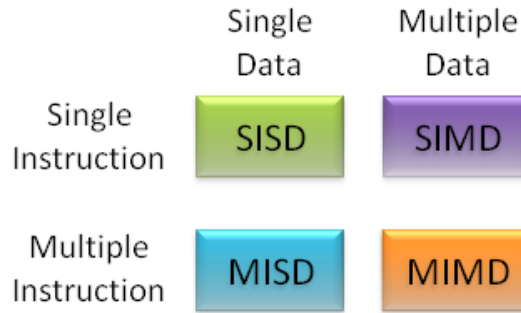 Single Data
Multiple Data
Single Instruction
SISD
SIMD
Multiple Instruction
MISD
MIMD